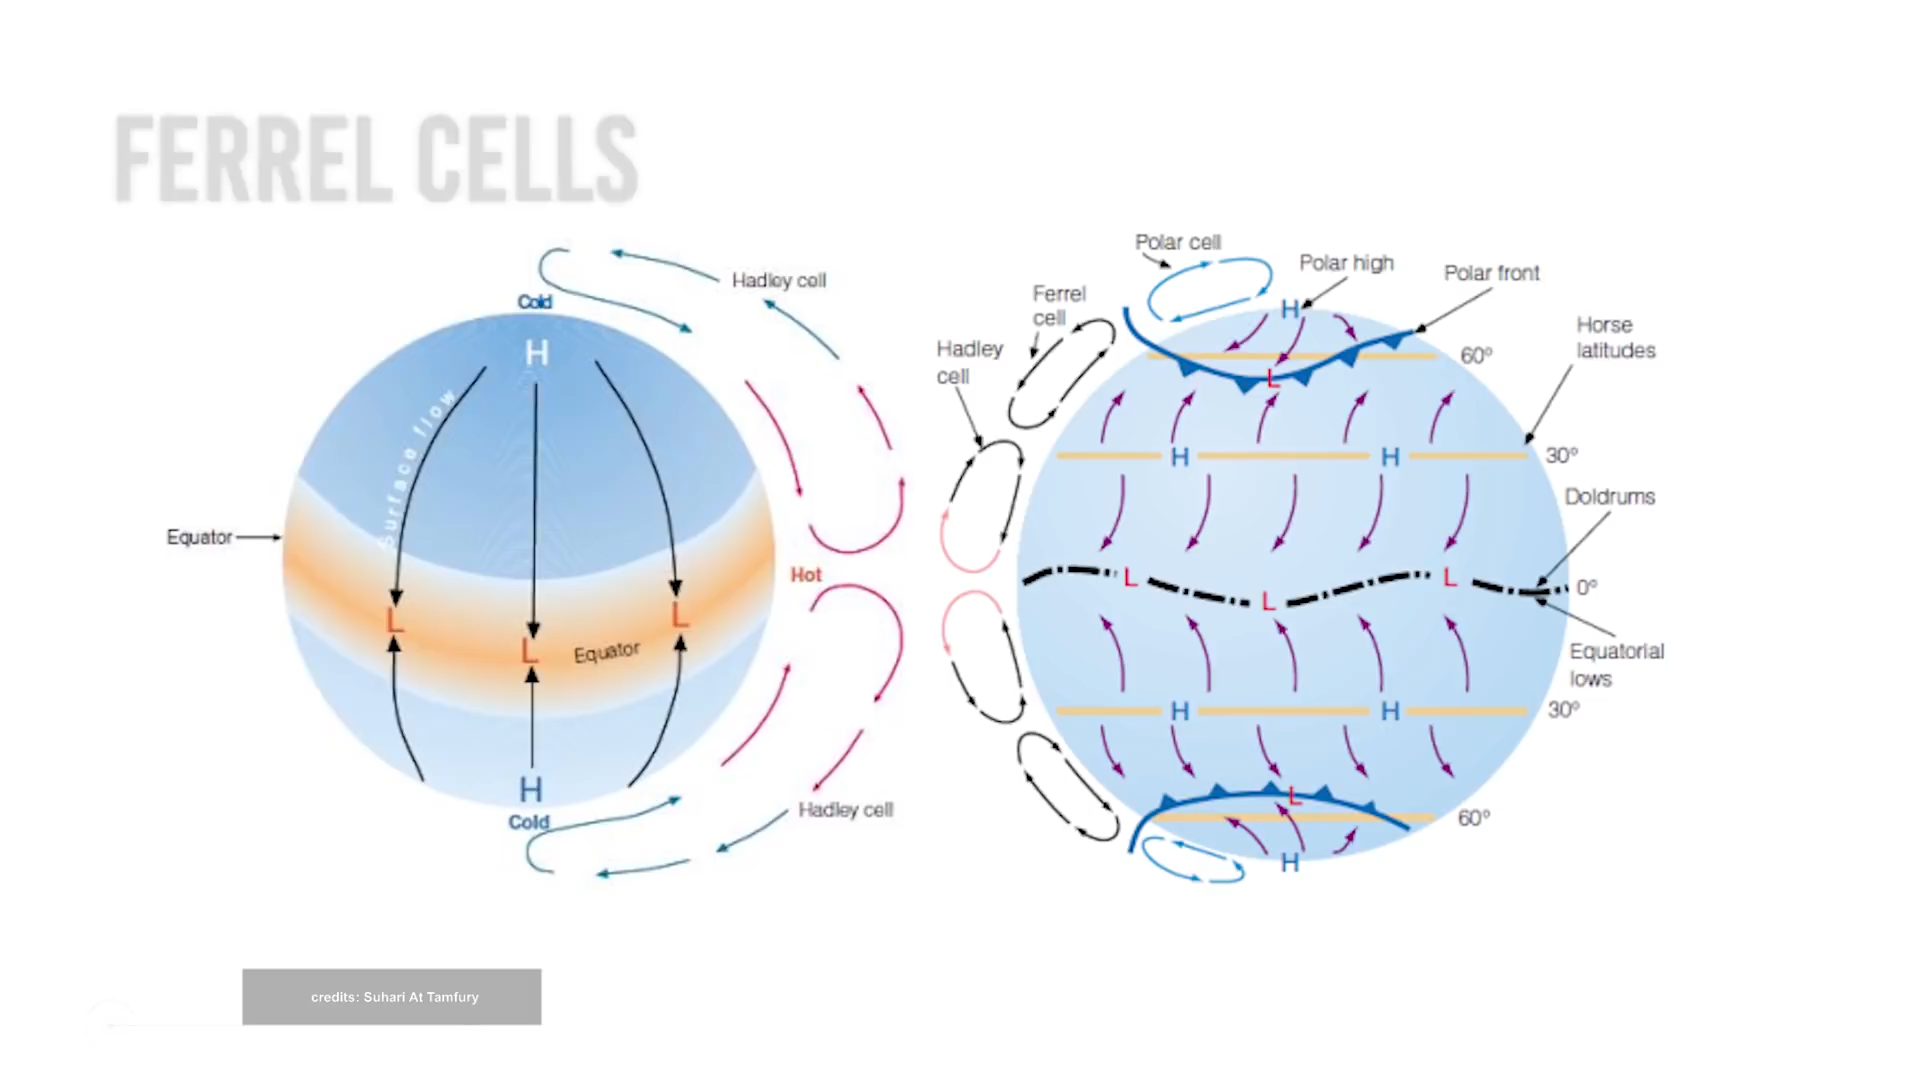 FERREL CELLS
Hadley cell
Cold
H
Surface flow
Equator
Hot
L
L
L
Equator
H
Cold
Hadley cell
Polar cell
Polar high
Polar front
Ferrel
cell
H
Horse
latitudes
Hadley
cell
60º
L
H
H
30º
Doldrums
L
L
L
0º
Equatorial
lows
H
H
30º
L
60º
H
credits: Suhari At Tamfury